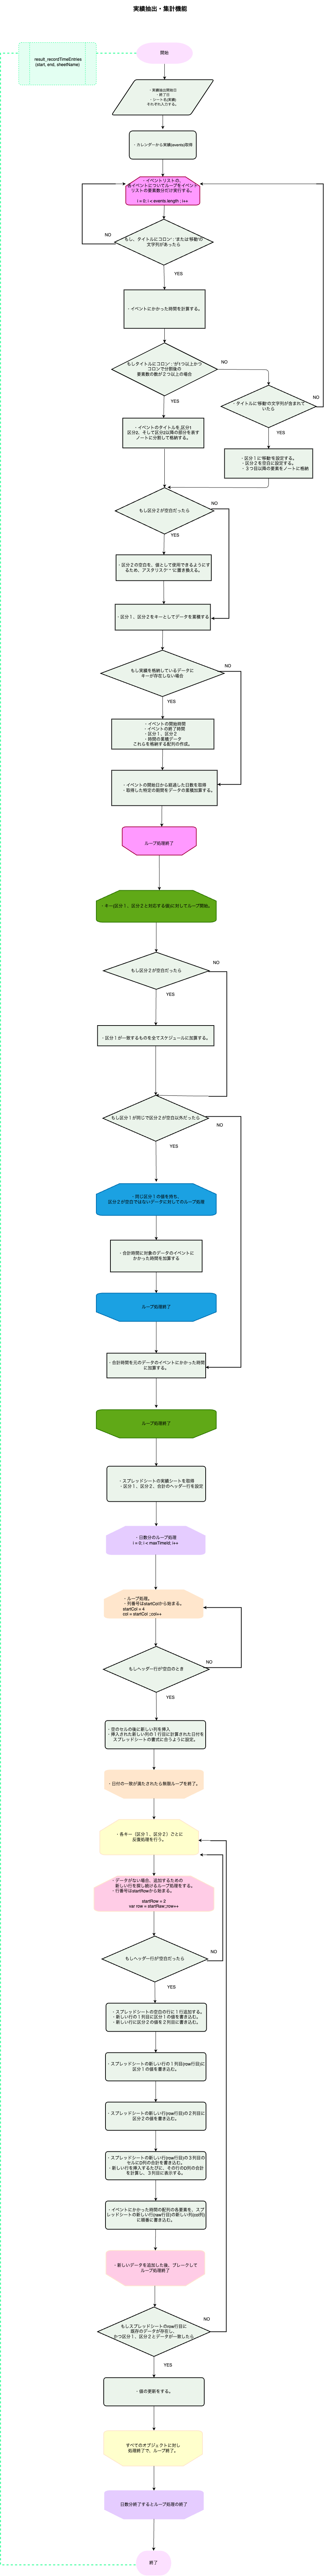 実績抽出・集計機能
result_recordTimeEntries
(start, end, sheetName)
開始
・実績抽出開始日
・終了日
・シート名(実績)
それぞれ入力する。
・カレンダーから実績(events)取得
・イベントリストの、
各イベントについてループをイベント
リストの要素数分だけ実行する。
i = 0; i < events.length ; i++
もし、タイトルにコロン' : 'または'移動'の
文字列があったら
NO
YES
・イベントにかかった時間を計算する。
もしタイトルにコロン' : 'が1つ以上かつ
コロンで分割後の
要素数の数が２つ以上の場合
NO
YES
・タイトルに'移動'の文字列が含まれて
いたら
NO
YES
・イベントのタイトルを,区分1
区分2、そして区分2以降の部分を表す
ノートに分割して格納する。
・区分１に'移動'を設定する。
・区分２を空白に設定する。
・３つ目以降の要素をノートに格納
もし区分２が空白だったら
NO
YES
・区分２の空白を、値として使用できるようにす
るため、アスタリスク' * 'に置き換える。
・区分１、区分２をキーとしてデータを累積する
もし実績を格納しているデータに
キーが存在しない場合
NO
YES
・イベントの開始時間
・イベントの終了時間
・区分１、区分２
・時間の累積データ
これらを格納する配列の作成。
・イベントの開始日から経過した日数を取得
・取得した特定の期間をデータの累積加算する。
ループ処理終了
・キー(区分１、区分２と対応する値)に対してループ開始。
もし区分２が空白だったら
NO
YES
・区分１が一致するものを全てスケジュールに加算する。
もし区分１が同じで区分２が空白以外だったら
NO
YES
・同じ区分１の値を持ち、
区分２が空白ではないデータに対してのループ処理
・合計時間に対象のデータのイベントに
かかった時間を加算する
ループ処理終了
・合計時間を元のデータのイベントにかかった時間
に加算する。
ループ処理終了
・スプレッドシートの実績シートを取得
・区分１、区分２、合計のヘッダー行を設定
・日数分のループ処理
i = 0; i < maxTimeId; i++
・ループ処理。
・列番号はstartColから始まる。
startCol = 4
col = startCol ;;col++
もしヘッダー行が'空白のとき
NO
YES
・空のセルの後に新しい列を挿入
・挿入された新しい列の１行目に計算された日付を
スプレッドシートの書式に合うように設定。
・日付の一致が満たされたら無限ループを終了。
・各キー（区分１、区分２）ごとに
反復処理を行う。
・データがない場合、追加するための
新しい行を探し続けるループ処理をする。
・行番号はstartRowから始まる。
startRow = 2
var row = startRaw;;row++
もしヘッダー行が'空白だったら
NO
YES
・スプレッドシートの空白の行に１行追加する。
・新しい行の１列目に区分１の値を書き込む。
・新しい行に区分２の値を２列目に書き込む。
・スプレッドシートの新しい行の１列目(row行目)に
区分１の値を書き込む。
・スプレッドシートの新しい行(row行目)の２列目に
区分２の値を書き込む。
・スプレッドシートの新しい行(row行目)の３列目の
セルにD列の合計を書き込む。
・新しい行を挿入するたびに、その行のD列の合計
を計算し、３列目に表示する。
・イベントにかかった時間の配列の各要素を、スプ
レッドシートの新しい行(row行目)の新しい列(col列)
に順番に書き込む。
・新しいデータを追加した後、ブレークして
ループ処理終了
もしスプレッドシートのrow行目に
既存のデータが存在し、
かつ区分１、区分２とデータが一致したら
NO
YES
・値の更新をする。
すべてのオブジェクトに対し
処理終了で、ループ終了。
日数分終了するとループ処理の終了
終了